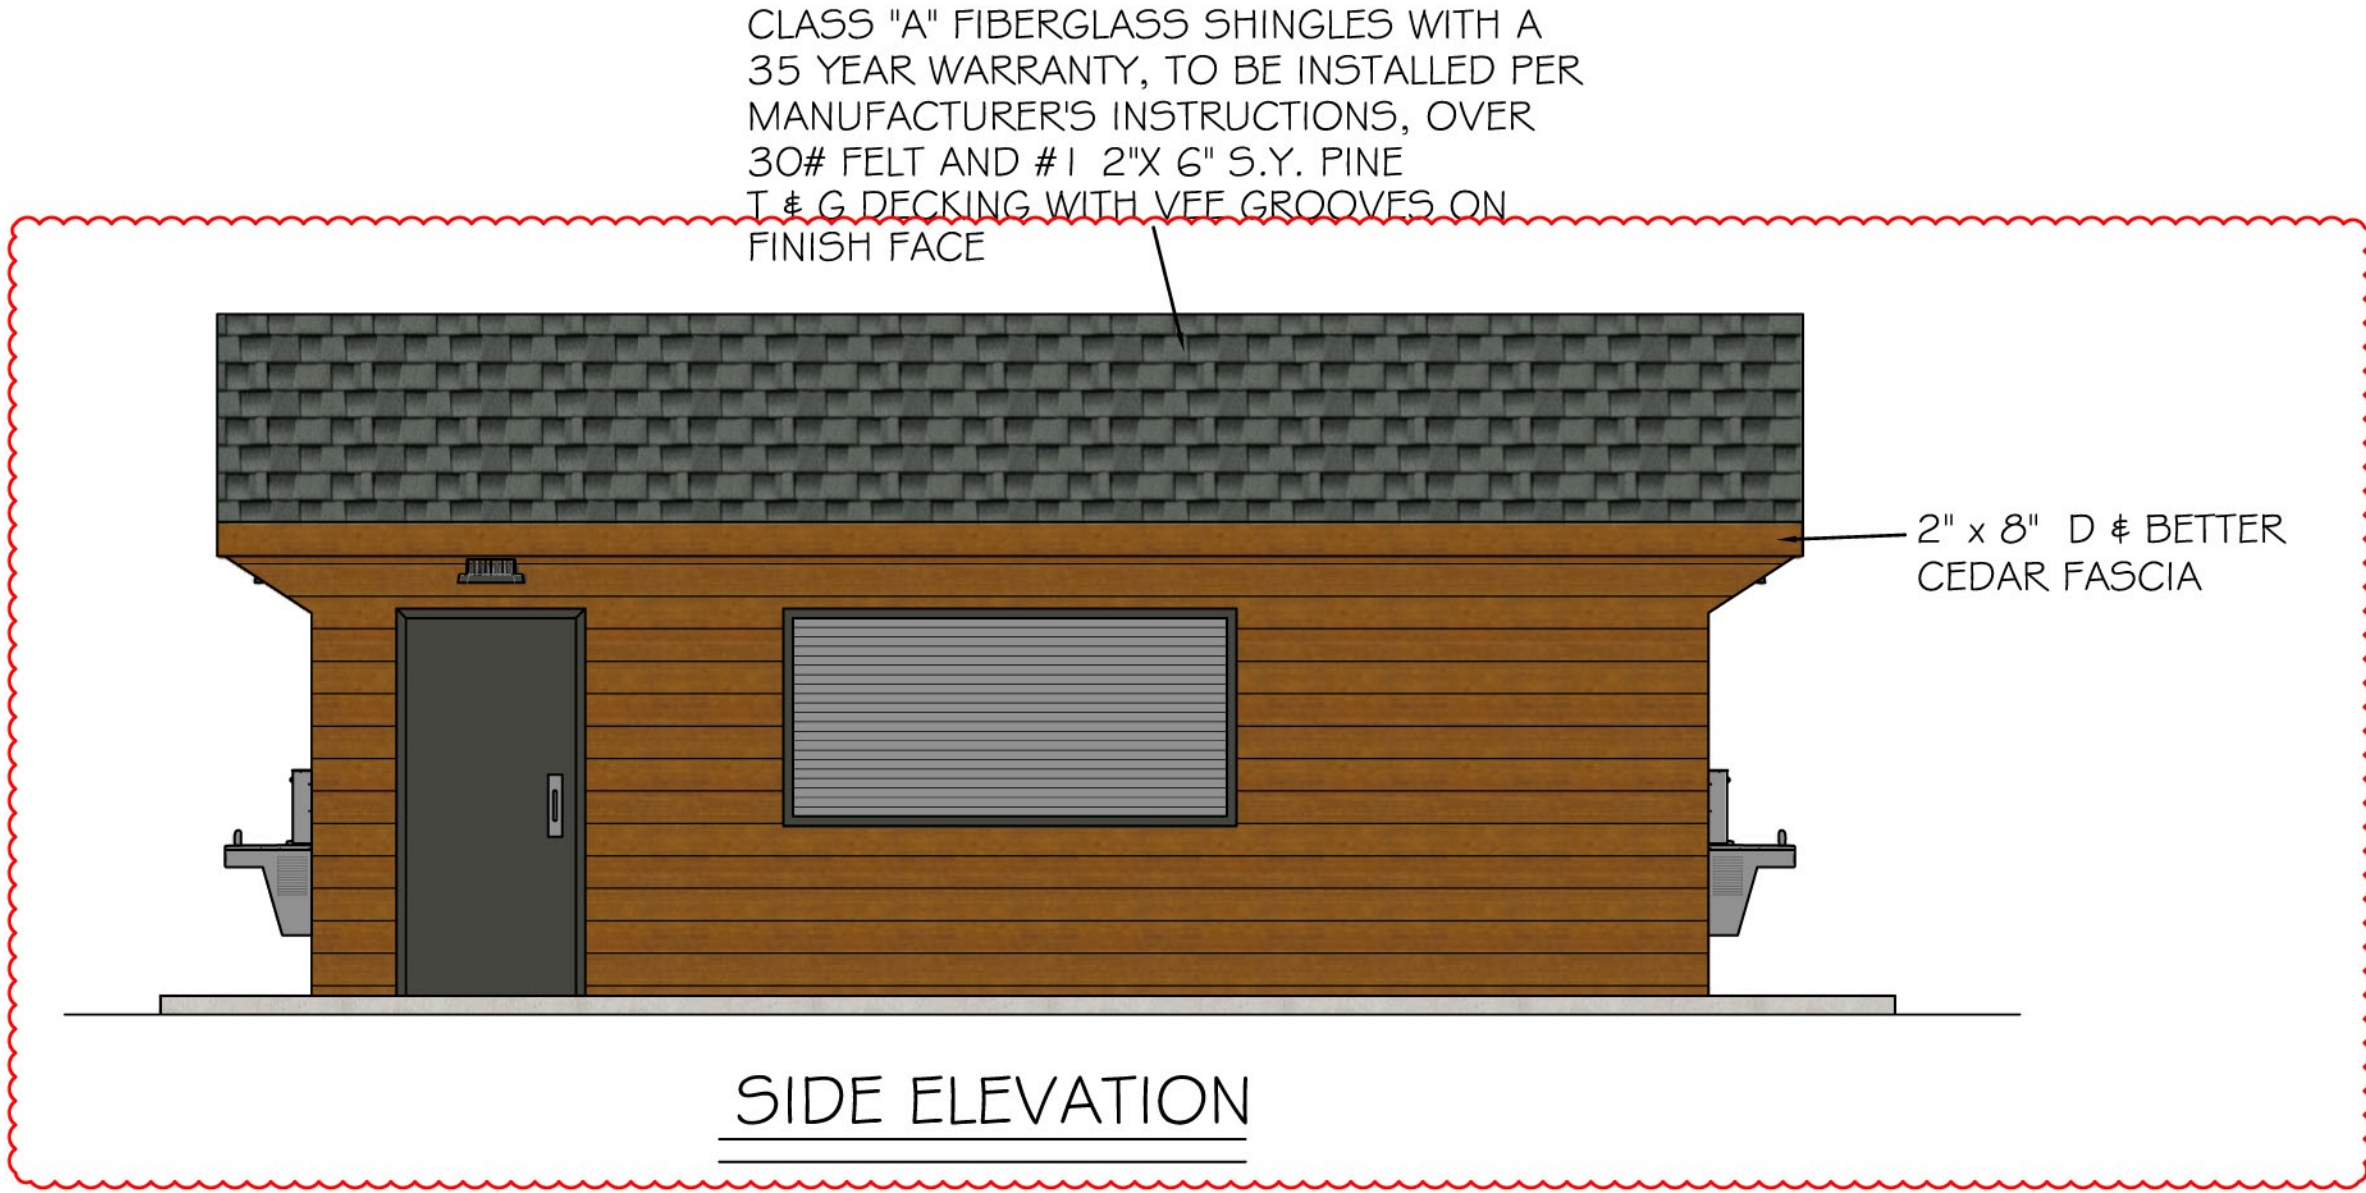 CLASS "A" FIBERGLASS SHINGLES WITH A
35 YEAR WARRANTY, TO BE INSTALLED PER
MANUFACTURER'S INSTRUCTIONS, OVER
30# FELT AND #1 2"X 6" S.Y. PINE
T & G DECKING WITH VEE GROOVES ON
FINISH FACE
2" x 8" D & BETTER
CEDAR FASCIA
SIDE ELEVATION